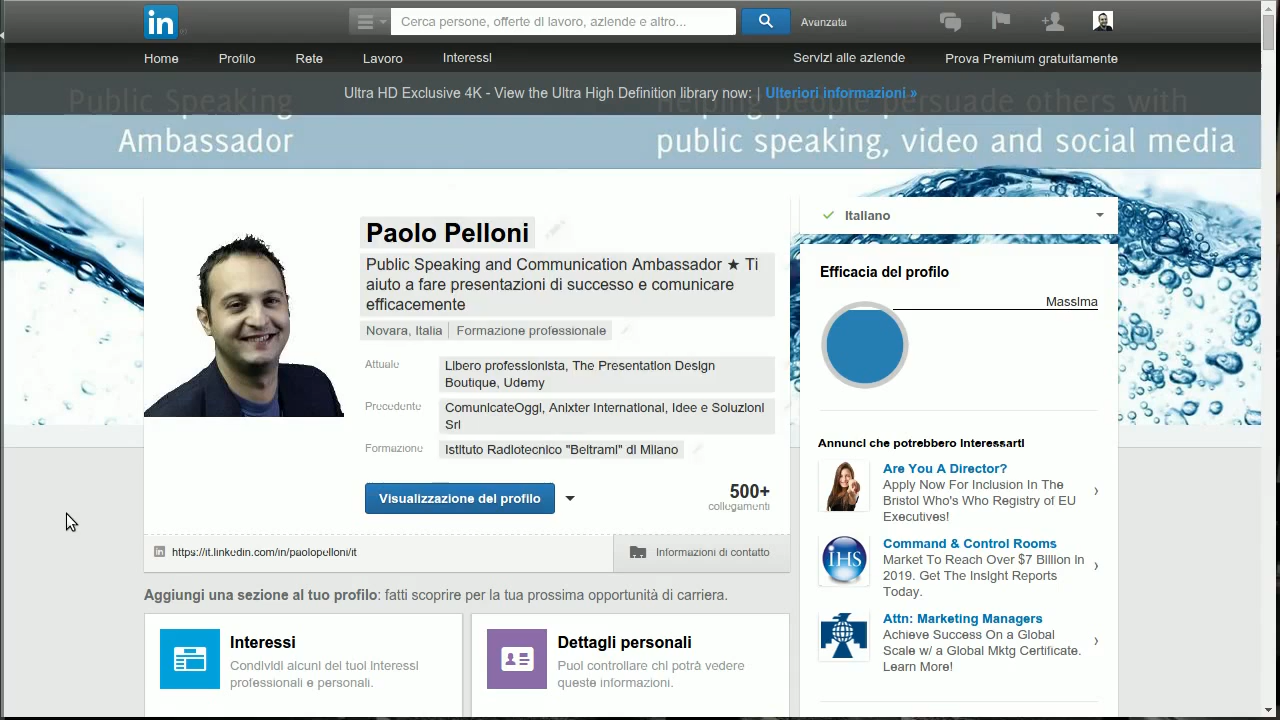 in
Cerca persone, offerte di lavoro, aziende e altro...
Avanzata
Home
Profilo
Rete
Lavoro
Interessi
Servizi alle aziende
Prova Premium gratuitamente
Ultra HD Exclusive 4K - View the Ultra High Definition library now: | Ulteriori informazioni »
Public Speaking
Ambassador
Helping people persuade others with
public speaking, video and social media
Paolo Pelloni
Public Speaking and Communication Ambassador ★ Ti
aiuto a fare presentazioni di successo e comunicare
efficacemente
Novara, Italia
Formazione professionale
Attuale
Libero professionista, The Presentation Design
Boutique, Udemy
Precedente
ComunicateOggi, Anixter International, Idee e Soluzioni
Srl
Formazione
Istituto Radiotecnico "Beltrami" di Milano
Visualizzazione del profilo
500+
collegamenti
in
https://it.linkedin.com/in/paolopelloni/it
Informazioni di contatto
Aggiungi una sezione al tuo profilo: fatti scoprire per la tua prossima opportunità di carriera.
Interessi
Condividi alcuni dei tuoi interessi
professionali e personali.
Dettagli personali
Puoi controllare chi potrà vedere
queste informazioni.
Italiano
Efficacia del profilo
Massima
Annunci che potrebbero interessarti
Are You A Director?
Apply Now For Inclusion In The
Bristol Who's Who Registry of EU
Executives!
IHS
Command & Control Rooms
Market To Reach Over $7 Billion in
2019. Get The Insight Reports
Today.
Attn: Marketing Managers
Achieve Success On a Global
Scale w/ a Global Mktg Certificate.
Learn More!